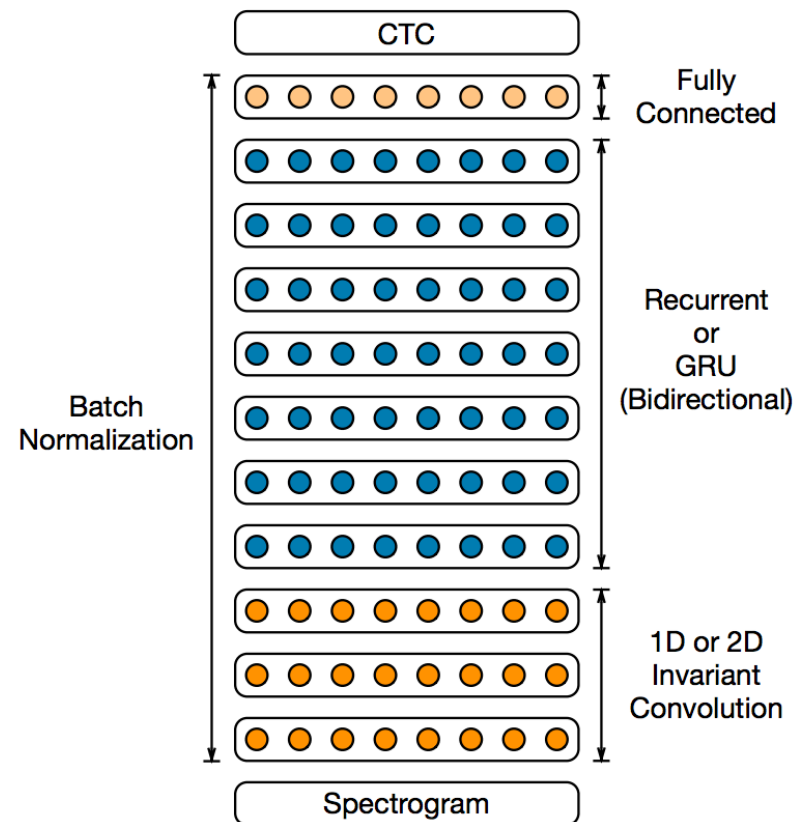 CTC
Fully
Connected
Recurrent
or
GRU
(Bidirectional)
Batch
Normalization
1D or 2D
Invariant
Convolution
Spectrogram